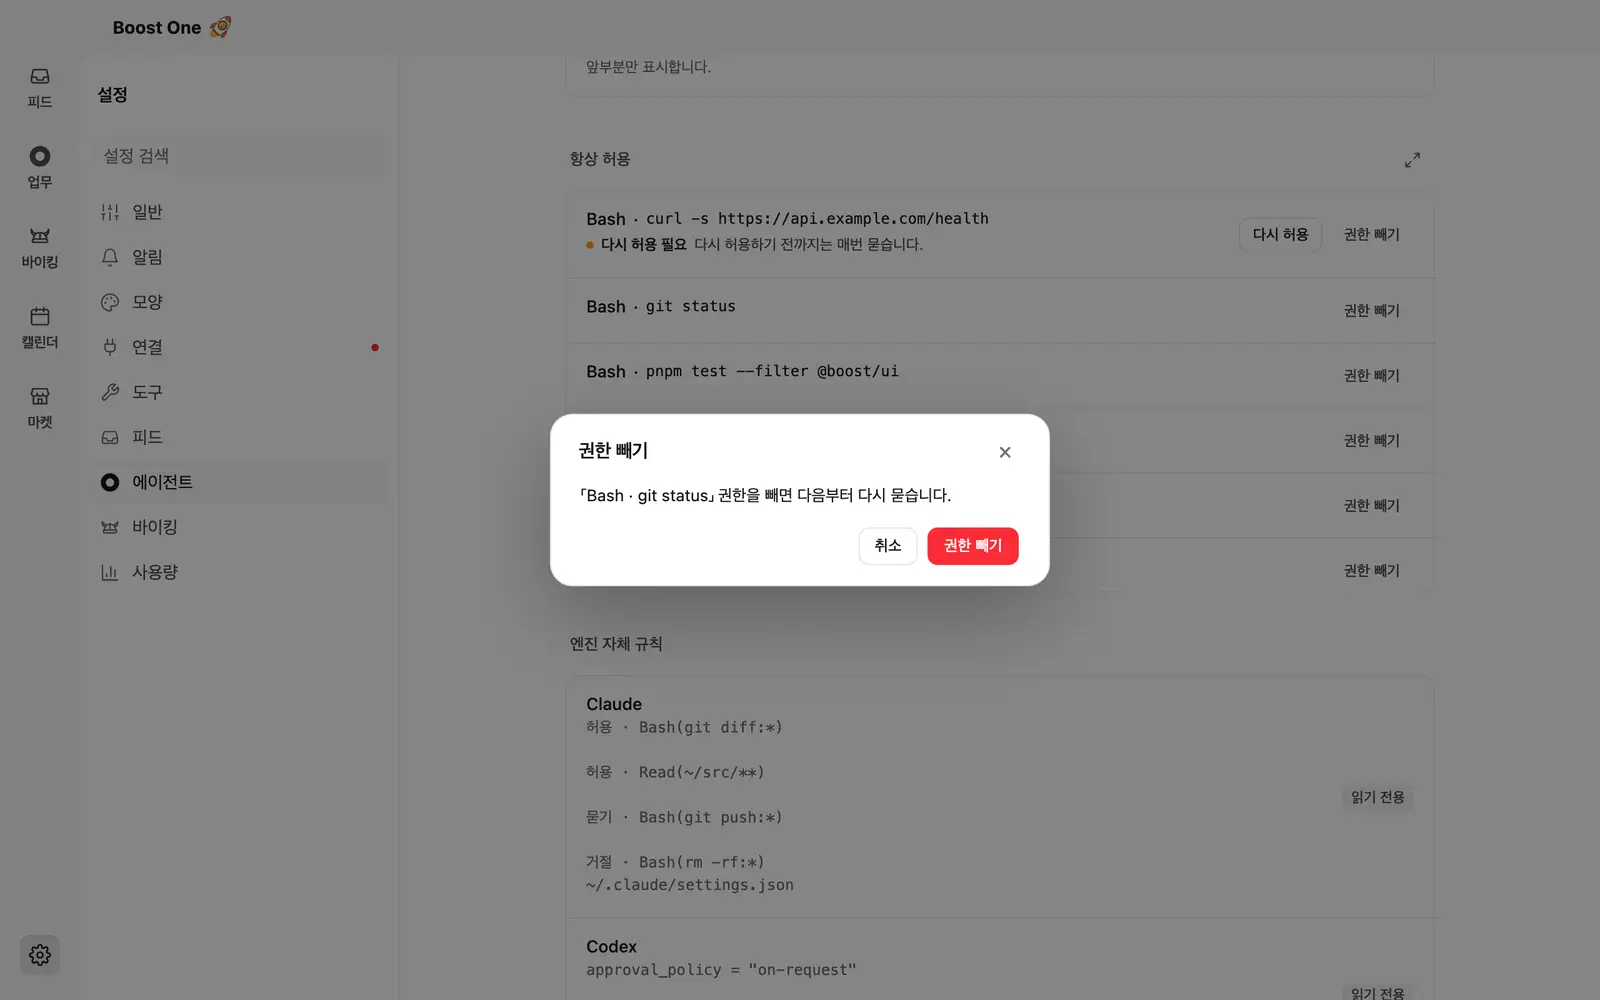 Boost One 🚀
피드
업무
바이킹
캘린더
마켓
설정
설정 검색
일반
알림
모양
연결
도구
피드
에이전트
바이킹
사용량
앞부분만 표시합니다.
항상 허용
Bash · curl -s https://api.example.com/health
다시 허용 필요 다시 허용하기 전까지는 매번 묻습니다.
다시 허용
권한 빼기
Bash · git status
권한 빼기
Bash · pnpm test --filter @boost/ui
권한 빼기
권한 빼기
권한 빼기
권한 빼기
권한 빼기
「Bash · git status」 권한을 빼면 다음부터 다시 묻습니다.
취소
권한 빼기
엔진 자체 규칙
Claude
허용 · Bash(git diff:*)
허용 · Read(~/src/**)
묻기 · Bash(git push:*)
거절 · Bash(rm -rf:*)
~/.claude/settings.json
읽기 전용
Codex
approval_policy = "on-request"
읽기 전용